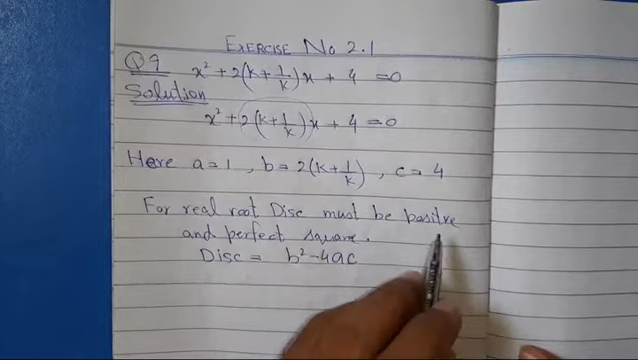 EXERCISE No 2.1
Q9 x² + 2(k + 1/k)x + 4 = 0
Solution
x² + 2(k + 1/k)x + 4 = 0
Here a = 1, b = 2(k + 1/k), c = 4
For real root Disc must be positive
and perfect square.
Disc = b² - 4ac